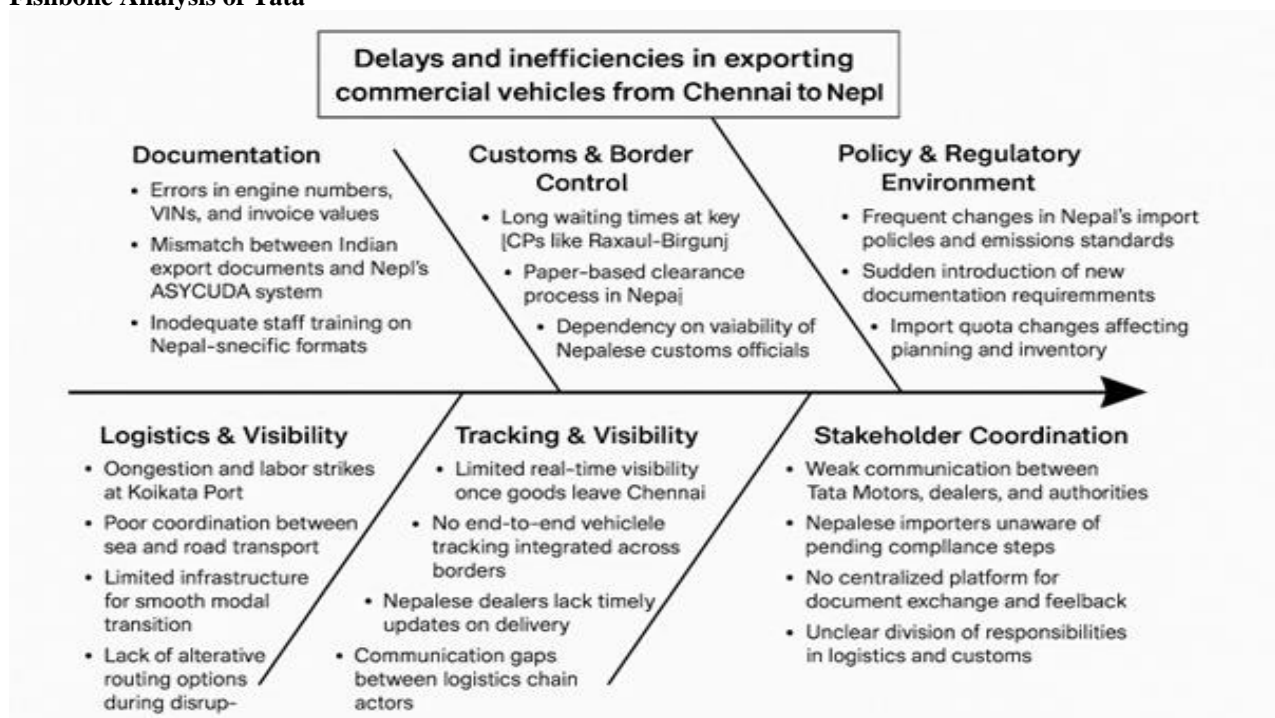 Fishbone Analysis of Tata
Delays and inefficiencies in exporting
commercial vehicles from Chennai to Nepl
Documentation
• Errors in engine numbers,
VINs, and invoice values
• Mismatch between Indian
export documents and Nepl's
ASYCUDA system
• Inodequate staff training on
Nepal-snecific formats
Customs & Border
Control
• Long waiting times at key
|CPs like Raxaul-Birgunj
• Paper-based clearance
process in Nepaj
• Dependency on vaiability of
Nepalese customs officials
Policy & Regulatory
Environment
• Frequent changes in Nepal's import
policies and emissions standards
• Sudden introduction of new
documentation requiremments
• Import quota changes affecting
planning and inventory
Logistics & Visibility
• Oongestion and labor strikes
at Koikata Port
• Poor coordination between
sea and road transport
• Limited infrastructure
for smooth modal
transition
• Lack of alterative
routing options
during disrup-
Tracking & Visibility
• Limited real-time visibility
once goods leave Chennai
• No end-to-end vehiclele
tracking integrated across
borders
• Nepalese dealers lack timely
updates on delivery
• Communication gaps
between logistics chain
actors
Stakeholder Coordination
• Weak communication between
Tata Motors, dealers, and authorities
• Nepalese importers unaware of
pending compllance steps
• No centralized platform for
document exchange and feelback
• Unclear division of responsibilities
in logistics and customs